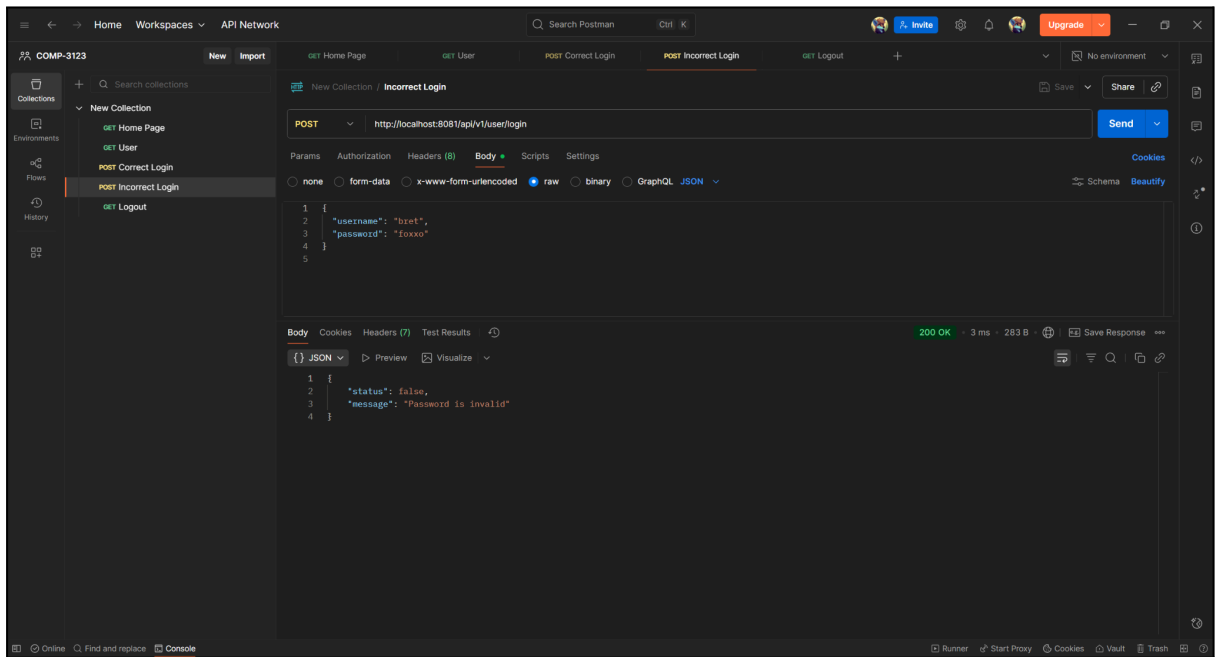 Home Workspaces API Network Search Postman Ctrl K Invite Upgrade
COMP-3123 New Import GET Home Page GET User POST Correct Login POST Incorrect Login GET Logout No environment
Collections
Environments
Flows
History
Search collections
New Collection
GET Home Page
GET User
POST Correct Login
POST Incorrect Login
GET Logout
HTTP New Collection / Incorrect Login Save Share
POST http://localhost:8081/api/v1/user/login Send
Params Authorization Headers (8) Body Scripts Settings Cookies
none form-data x-www-form-urlencoded raw binary GraphQL JSON Schema Beautify
1 {
2 "username": "bret",
3 "password": "foxxo"
4 }
5
Body Cookies Headers (7) Test Results 200 OK 3 ms 283 B Save Response
{} JSON Preview Visualize
1 {
2 "status": false,
3 "message": "Password is invalid"
4 }
Online Find and replace Console Runner Start Proxy Cookies Vault Trash